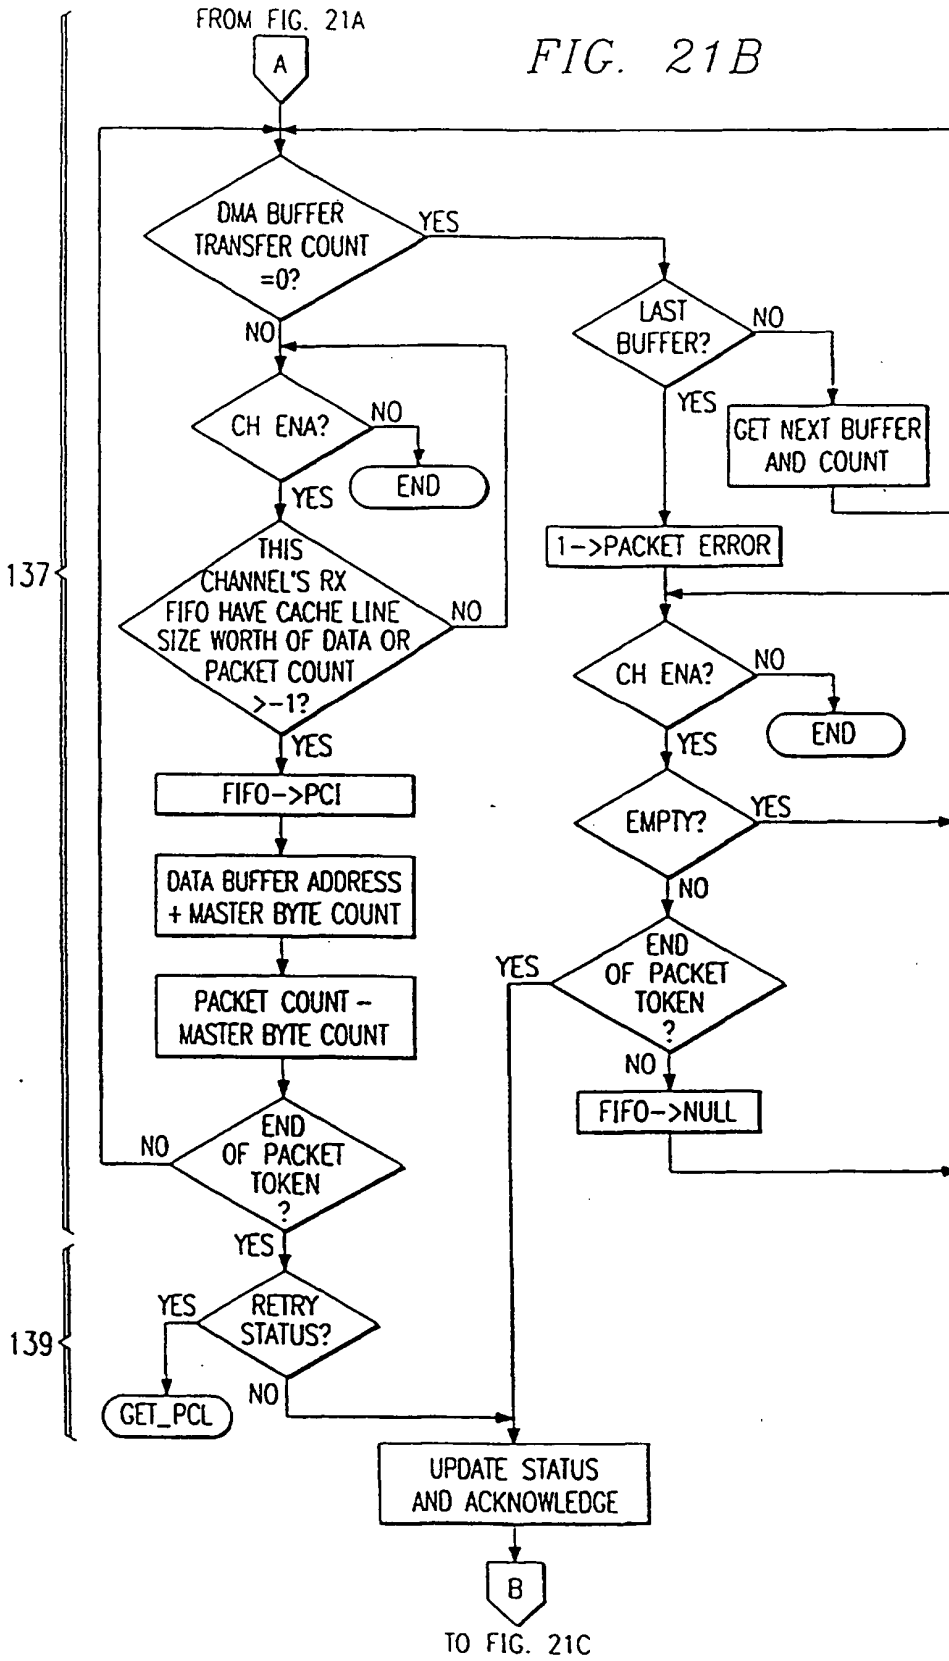 FROM FIG. 21A
A
FIG. 21B
DMA BUFFER
TRANSFER COUNT
=0?
YES
NO
LAST
BUFFER?
NO
YES
GET NEXT BUFFER
AND COUNT
CH ENA?
NO
END
YES
1->PACKET ERROR
THIS
CHANNEL'S RX
FIFO HAVE CACHE LINE
SIZE WORTH OF DATA OR
PACKET COUNT
>-1?
NO
YES
137
CH ENA?
NO
END
YES
FIFO->PCI
EMPTY?
YES
NO
DATA BUFFER ADDRESS
+ MASTER BYTE COUNT
END
OF PACKET
TOKEN
?
YES
NO
PACKET COUNT -
MASTER BYTE COUNT
FIFO->NULL
END
OF PACKET
TOKEN
?
NO
YES
139
RETRY
STATUS?
YES
NO
GET_PCL
UPDATE STATUS
AND ACKNOWLEDGE
B
TO FIG. 21C